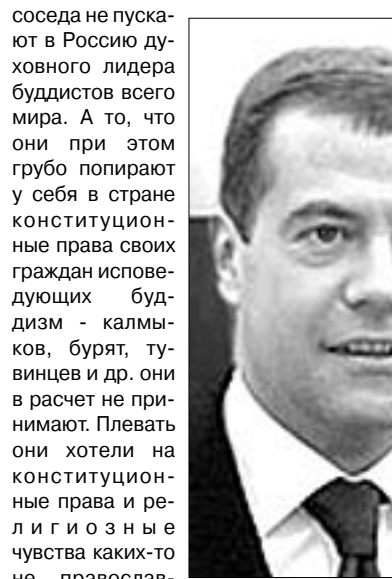 соседа не пуска-
ют в Россию ду-
ховного лидера
буддистов всего
мира. А то, что
они при этом
грубо попирают
у себя в стране
конституцион-
ные права своих
граждан испове-
дующих буд-
дизм - калмы-
ков, бурят, ту-
винцев и др. они
в расчет не при-
нимают. Плевать
они хотели на
конституцион-
ные права и ре-
лигиозные
чувства каких-то
не православ-